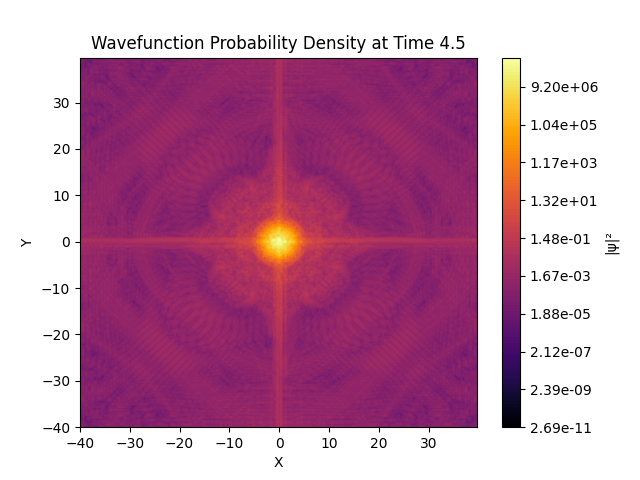 Wavefunction Probability Density at Time 4.5
30
20
10
0
−10
−20
−30
−40
Y
−40 −30 −20 −10 0 10 20 30
X
9.20e+06
1.04e+05
1.17e+03
1.32e+01
1.48e-01
1.67e-03
1.88e-05
2.12e-07
2.39e-09
2.69e-11
|ψ|²